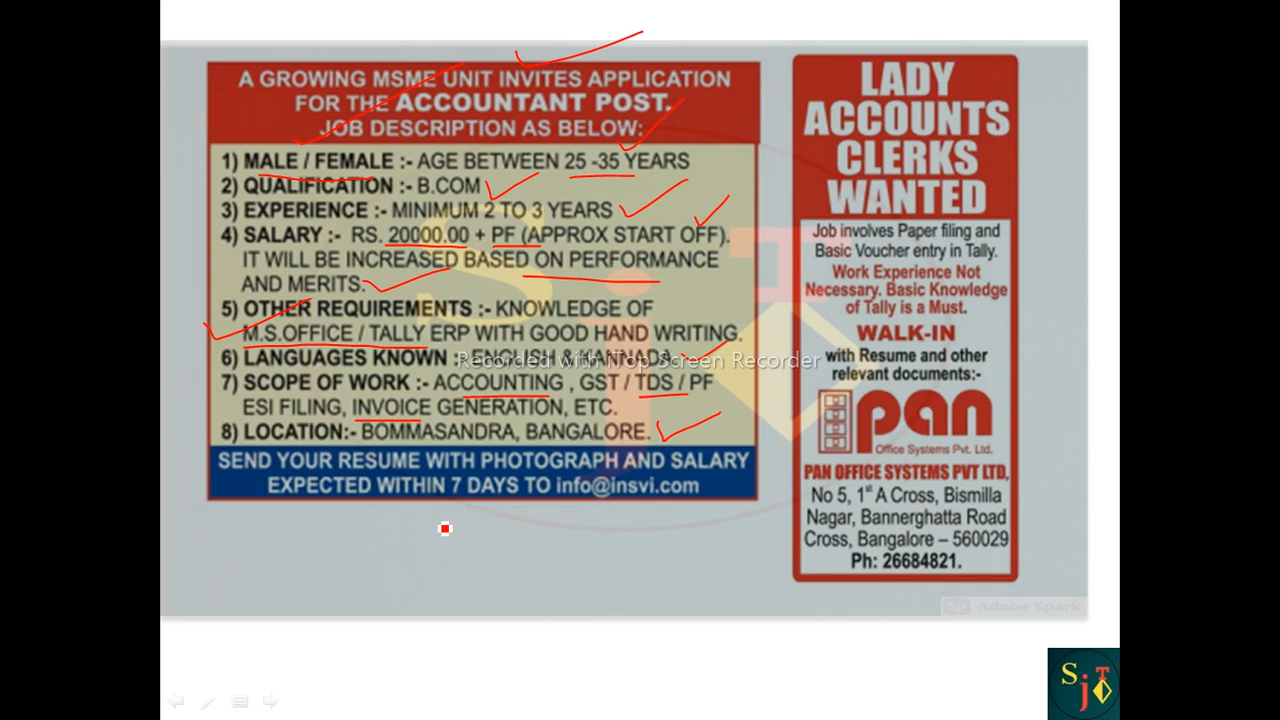 A GROWING MSME UNIT INVITES APPLICATION
FOR THE ACCOUNTANT POST.
JOB DESCRIPTION AS BELOW:
1) MALE / FEMALE :- AGE BETWEEN 25 -35 YEARS
2) QUALIFICATION :- B.COM
3) EXPERIENCE :- MINIMUM 2 TO 3 YEARS
4) SALARY :- RS. 20000.00 + PF (APPROX START OFF).
IT WILL BE INCREASED BASED ON PERFORMANCE
AND MERITS.
5) OTHER REQUIREMENTS :- KNOWLEDGE OF
M.S.OFFICE / TALLY ERP WITH GOOD HAND WRITING.
6) LANGUAGES KNOWN :- ENGLISH & KANNADA
Recorded with iTop Screen Recorder
7) SCOPE OF WORK :- ACCOUNTING , GST / TDS / PF
ESI FILING, INVOICE GENERATION, ETC.
8) LOCATION:- BOMMASANDRA, BANGALORE.
SEND YOUR RESUME WITH PHOTOGRAPH AND SALARY
EXPECTED WITHIN 7 DAYS TO info@insvi.com
LADY
ACCOUNTS
CLERKS
WANTED
Job involves Paper filing and
Basic Voucher entry in Tally.
Work Experience Not
Necessary. Basic Knowledge
of Tally is a Must.
WALK-IN
with Resume and other
relevant documents:-
pan
Office Systems Pvt. Ltd.
PAN OFFICE SYSTEMS PVT LTD,
No 5, 1st A Cross, Bismilla
Nagar, Bannerghatta Road
Cross, Bangalore – 560029
Ph: 26684821.
Sp Adobe Spark
SjT